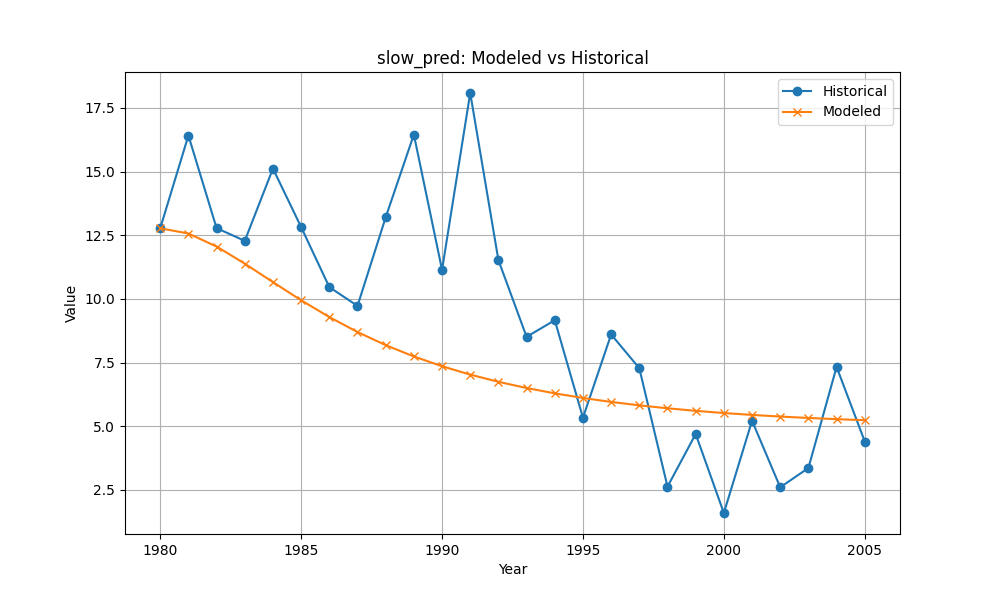 slow_pred: Modeled vs Historical
Historical
Modeled
17.5
15.0
12.5
10.0
7.5
5.0
2.5
Value
1980
1985
1990
1995
2000
2005
Year